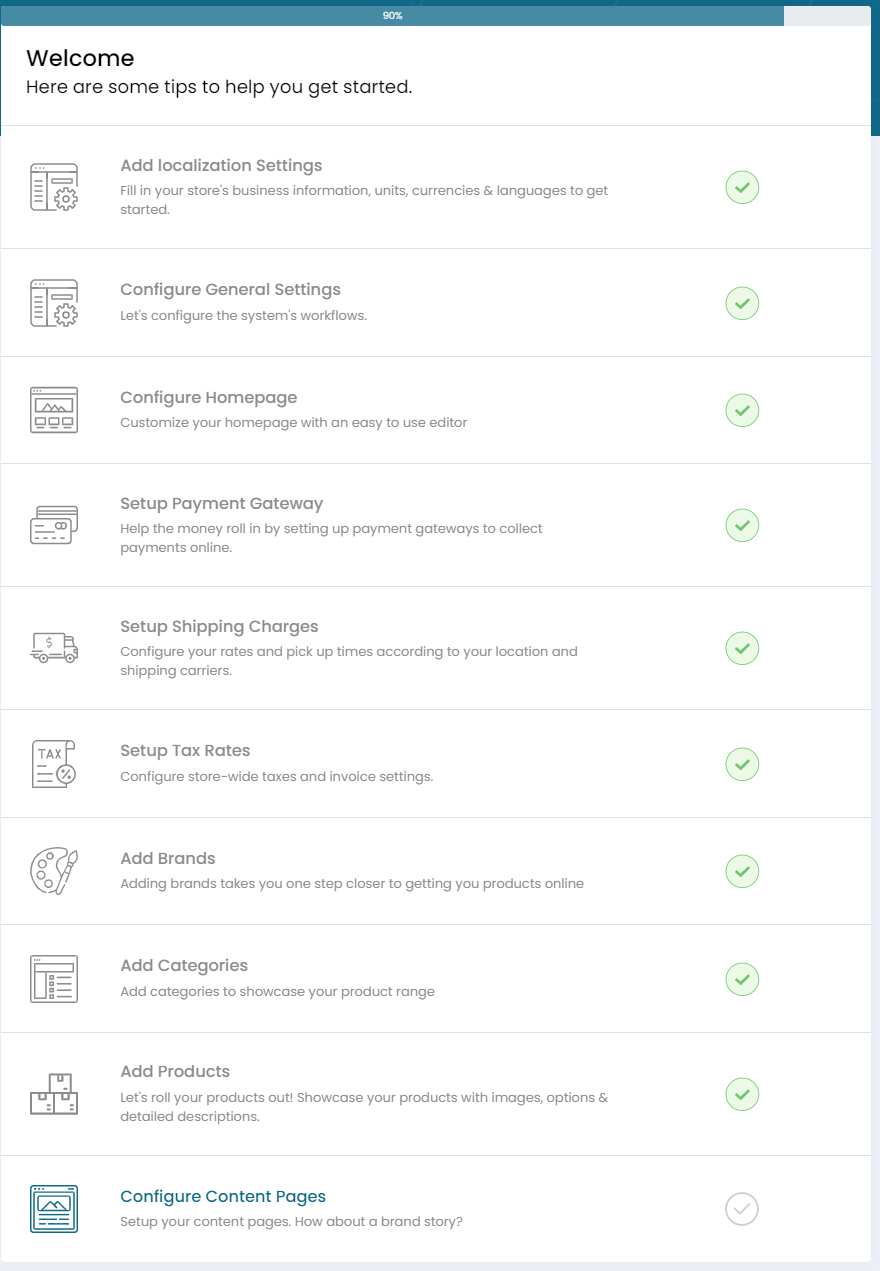 90%
Welcome
Here are some tips to help you get started.
Add localization Settings
Fill in your store's business information, units, currencies & languages to get
started.
Configure General Settings
Let's configure the system's workflows.
Configure Homepage
Customize your homepage with an easy to use editor
Setup Payment Gateway
Help the money roll in by setting up payment gateways to collect
payments online.
$
Setup Shipping Charges
Configure your rates and pick up times according to your location and
shipping carriers.
TAX
%
Setup Tax Rates
Configure store-wide taxes and invoice settings.
Add Brands
Adding brands takes you one step closer to getting you products online
Add Categories
Add categories to showcase your product range
Add Products
Let's roll your products out! Showcase your products with images, options &
detailed descriptions.
Configure Content Pages
Setup your content pages. How about a brand story?